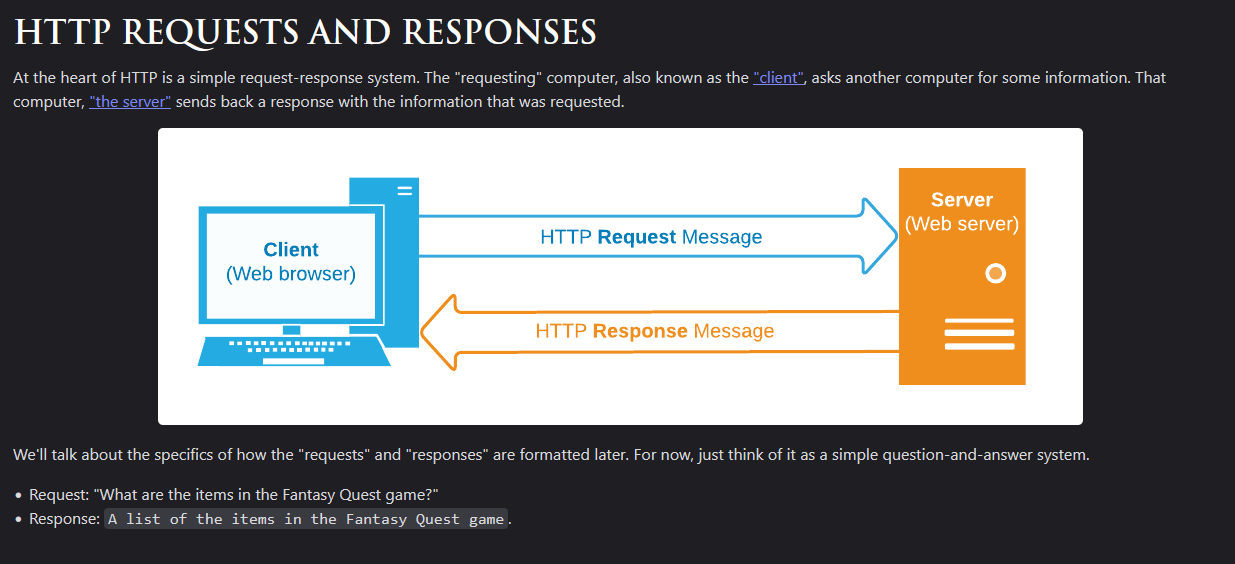 HTTP REQUESTS AND RESPONSES
At the heart of HTTP is a simple request-response system. The "requesting" computer, also known as the "client", asks another computer for some information. That
computer, "the server" sends back a response with the information that was requested.
Client
(Web browser)
HTTP Request Message
Server
(Web server)
HTTP Response Message
We'll talk about the specifics of how the "requests" and "responses" are formatted later. For now, just think of it as a simple question-and-answer system.
• Request: "What are the items in the Fantasy Quest game?"
• Response: A list of the items in the Fantasy Quest game.